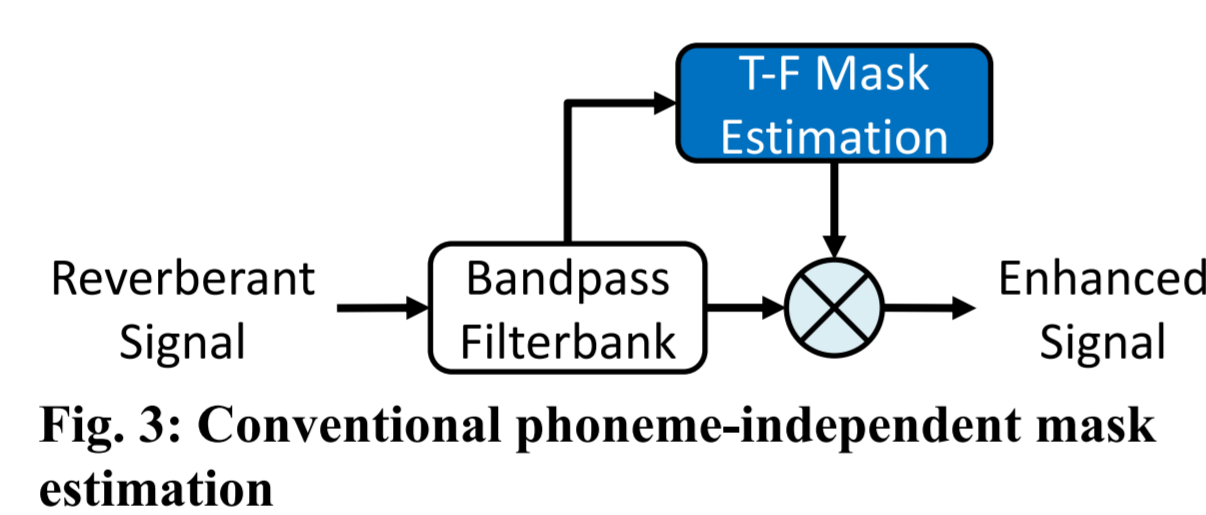 T-F Mask
Estimation
Reverberant
Signal
Bandpass
Filterbank
Enhanced
Signal
Fig. 3: Conventional phoneme-independent mask
estimation